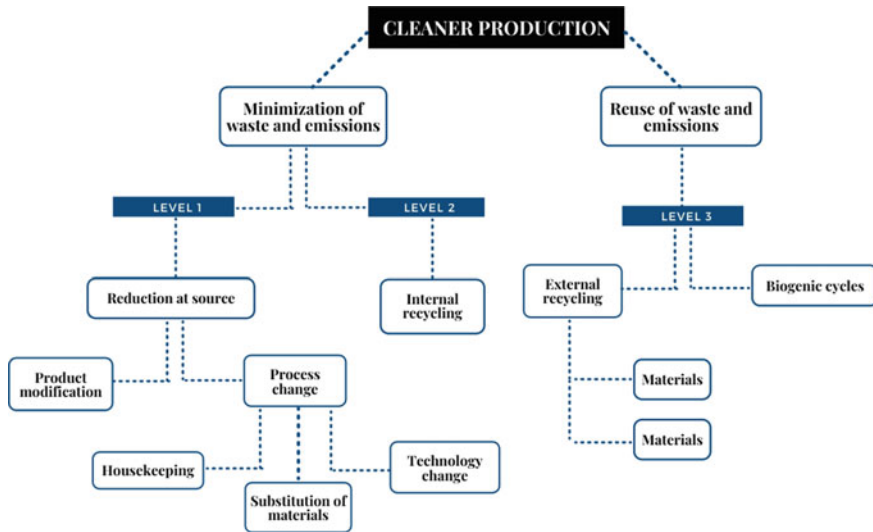 CLEANER PRODUCTION
Minimization of
waste and emissions
Reuse of waste and
emissions
LEVEL 1
LEVEL 2
LEVEL 3
Reduction at source
Internal
recycling
External
recycling
Biogenic cycles
Product
modification
Process
change
Materials
Materials
Housekeeping
Substitution of
materials
Technology
change